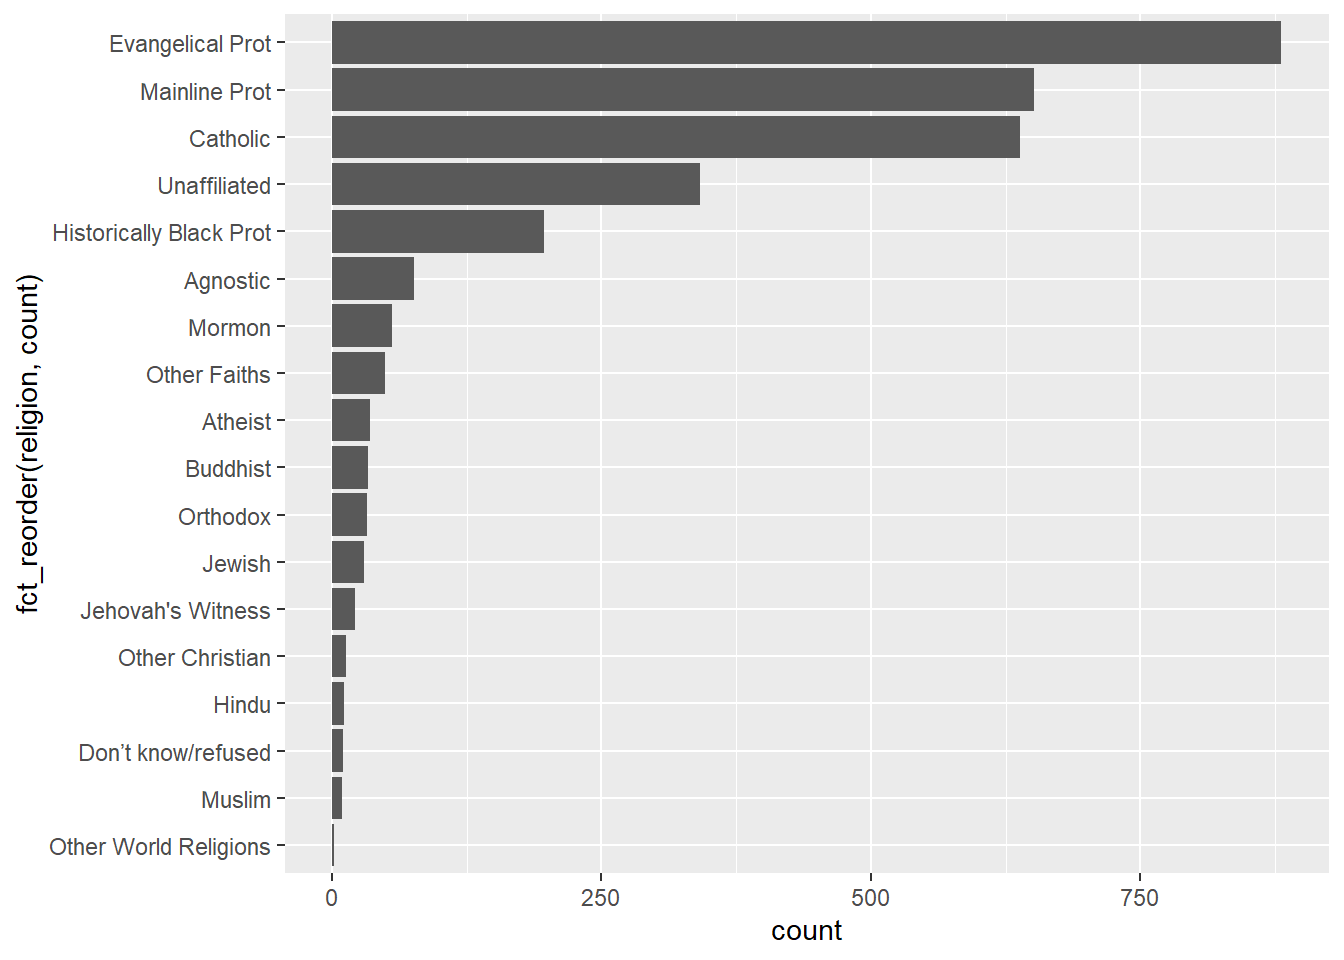 Evangelical Prot
Mainline Prot
Catholic
Unaffiliated
Historically Black Prot
Agnostic
Mormon
Other Faiths
Atheist
Buddhist
Orthodox
Jewish
Jehovah's Witness
Other Christian
Hindu
Don’t know/refused
Muslim
Other World Religions
fct_reorder(religion, count)
0 250 500 750
count